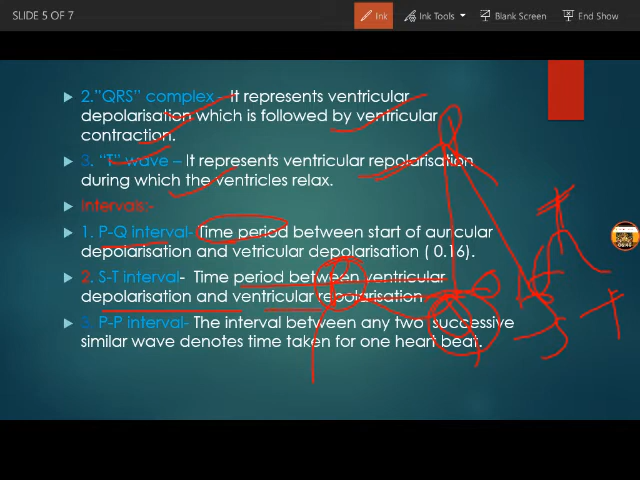 SLIDE 5 OF 7
Ink Ink Tools Blank Screen End Show
2.”QRS” complex – It represents ventricular
depolarisation which is followed by ventricular
contraction.
3. “T” wave – It represents ventricular repolarisation
during which the ventricles relax.
Intervals:-
1. P-Q interval- Time period between start of auricular
depolarisation and vetricular depolarisation ( 0.16).
2. S-T interval- Time period between ventricular
depolarisation and ventricular repolarisation.
3. P-P interval- The interval between any two successive
similar wave denotes time taken for one heart beat.